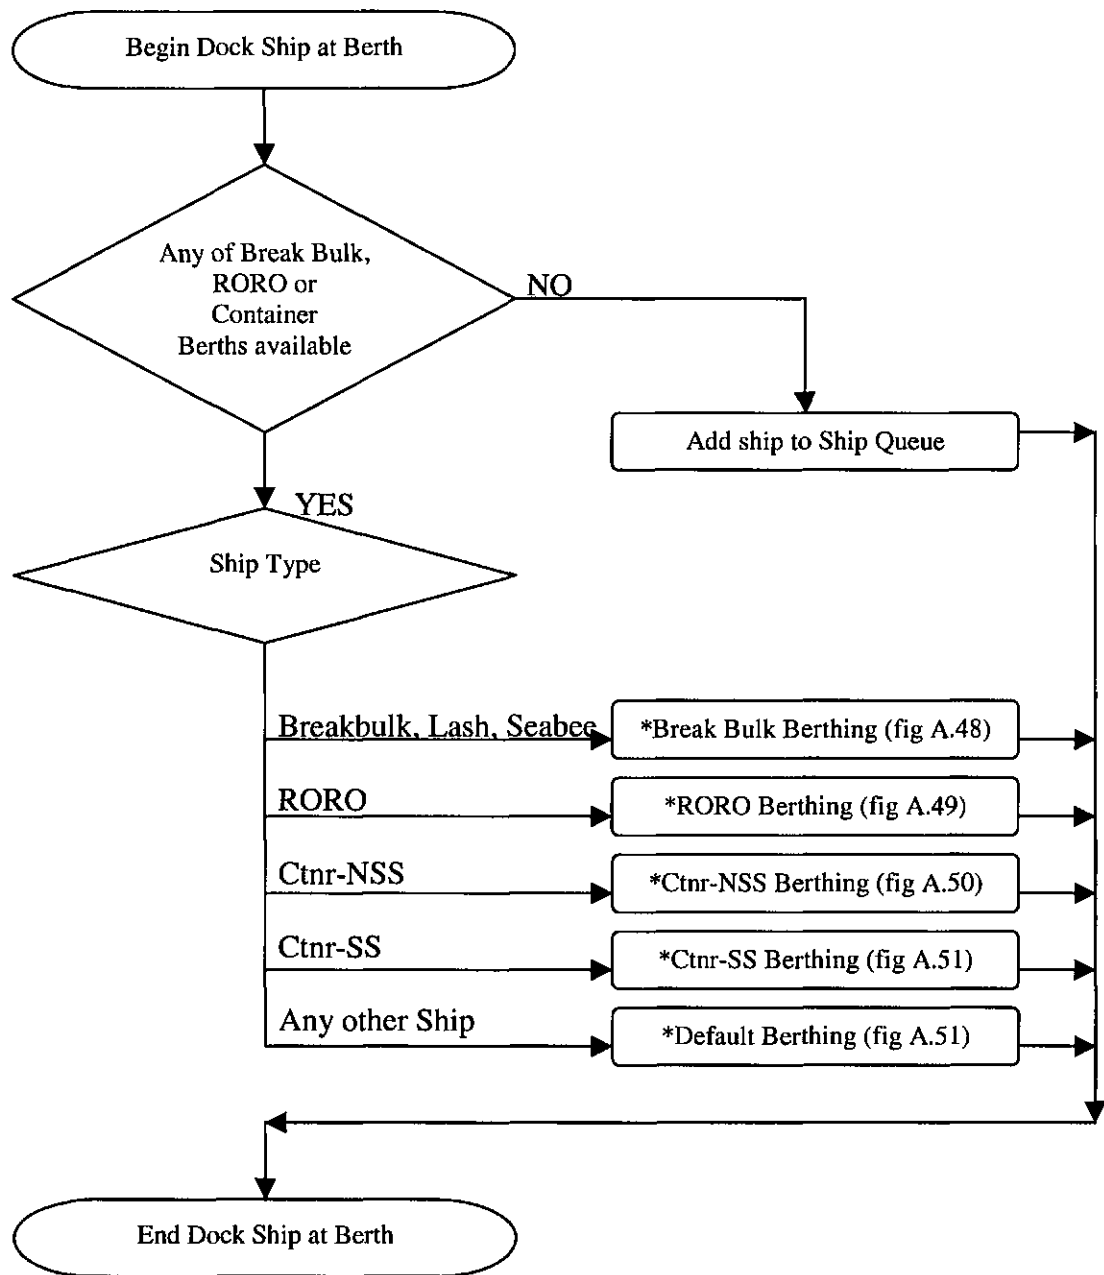 Begin Dock Ship at Berth
Any of Break Bulk,
RORO or
Container
Berths available
NO
Add ship to Ship Queue
YES
Ship Type
Breakbulk, Lash, Seabee
*Break Bulk Berthing (fig A.48)
RORO
*RORO Berthing (fig A.49)
Ctnr-NSS
*Ctnr-NSS Berthing (fig A.50)
Ctnr-SS
*Ctnr-SS Berthing (fig A.51)
Any other Ship
*Default Berthing (fig A.51)
End Dock Ship at Berth